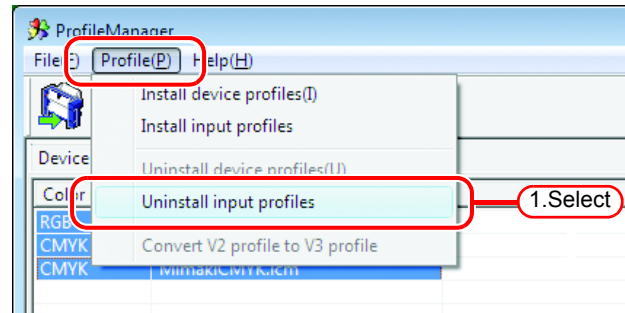 ProfileManager
File(F) Profile(P) Help(H)
Install device profiles(I)
Install input profiles
Device
Uninstall device profiles(U)
Color
Uninstall input profiles
1.Select
RGB
CMYK
Convert V2 profile to V3 profile
CMYK MimakiCMYK.icm